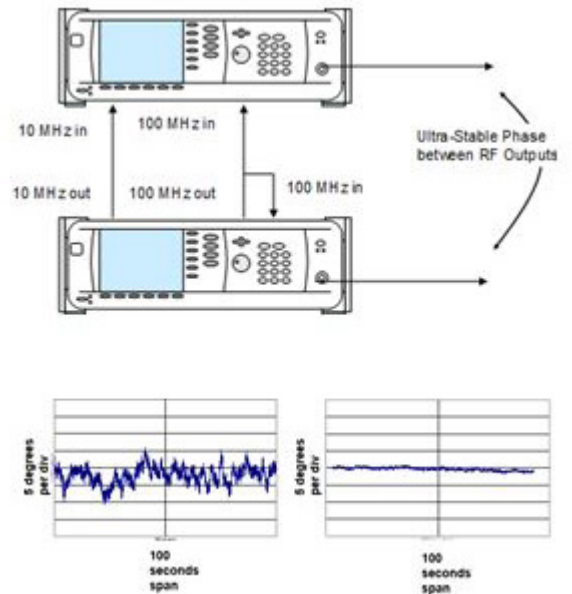 10 MHz in
100 MHz in
Ultra-Stable Phase
between RF Outputs
10 MHz out
100 MHz out
100 MHz in
5 degrees
per div
100
seconds
span
5 degrees
per div
100
seconds
span